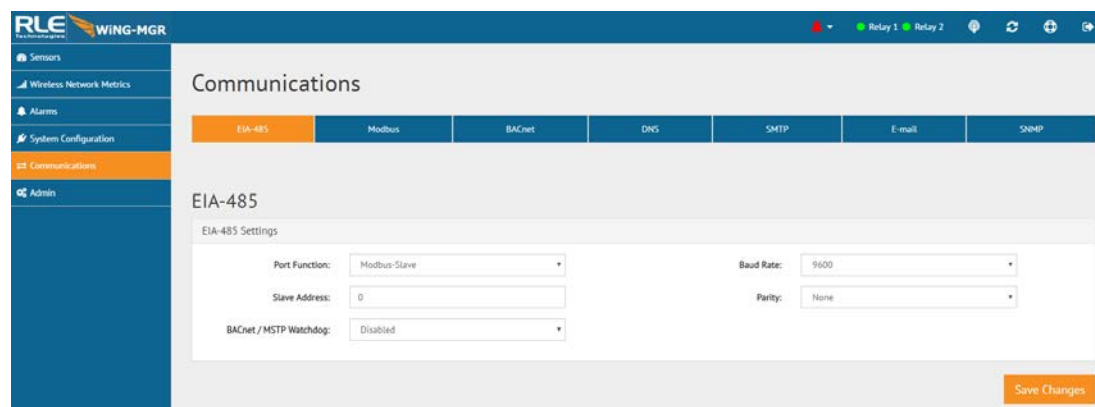 RLE WiNG-MGR
Technologies
Relay 1 Relay 2
Sensors
Wireless Network Metrics
Alarms
System Configuration
Communications
Admin
Communications
EIA-485 Modbus BACnet DNS SMTP E-mail SNMP
EIA-485
EIA-485 Settings
Port Function: Modbus-Slave Baud Rate: 9600
Slave Address: 0 Parity: None
BACnet / MSTP Watchdog: Disabled
Save Changes